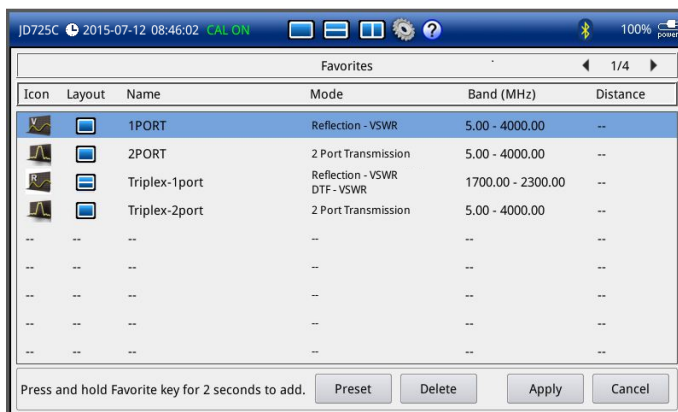 JD725C 2015-07-12 08:46:02 CAL ON ? 100% power
Favorites 1/4
Icon Layout Name Mode Band (MHz) Distance
V 1PORT Reflection - VSWR 5.00 - 4000.00 --
2PORT 2 Port Transmission 5.00 - 4000.00 --
R Triplex-1port Reflection - VSWR DTF - VSWR 1700.00 - 2300.00 --
Triplex-2port 2 Port Transmission 5.00 - 4000.00 --
-- -- -- -- -- --
-- -- -- -- -- --
-- -- -- -- -- --
-- -- -- -- -- --
-- -- -- -- -- --
Press and hold Favorite key for 2 seconds to add. Preset Delete Apply Cancel